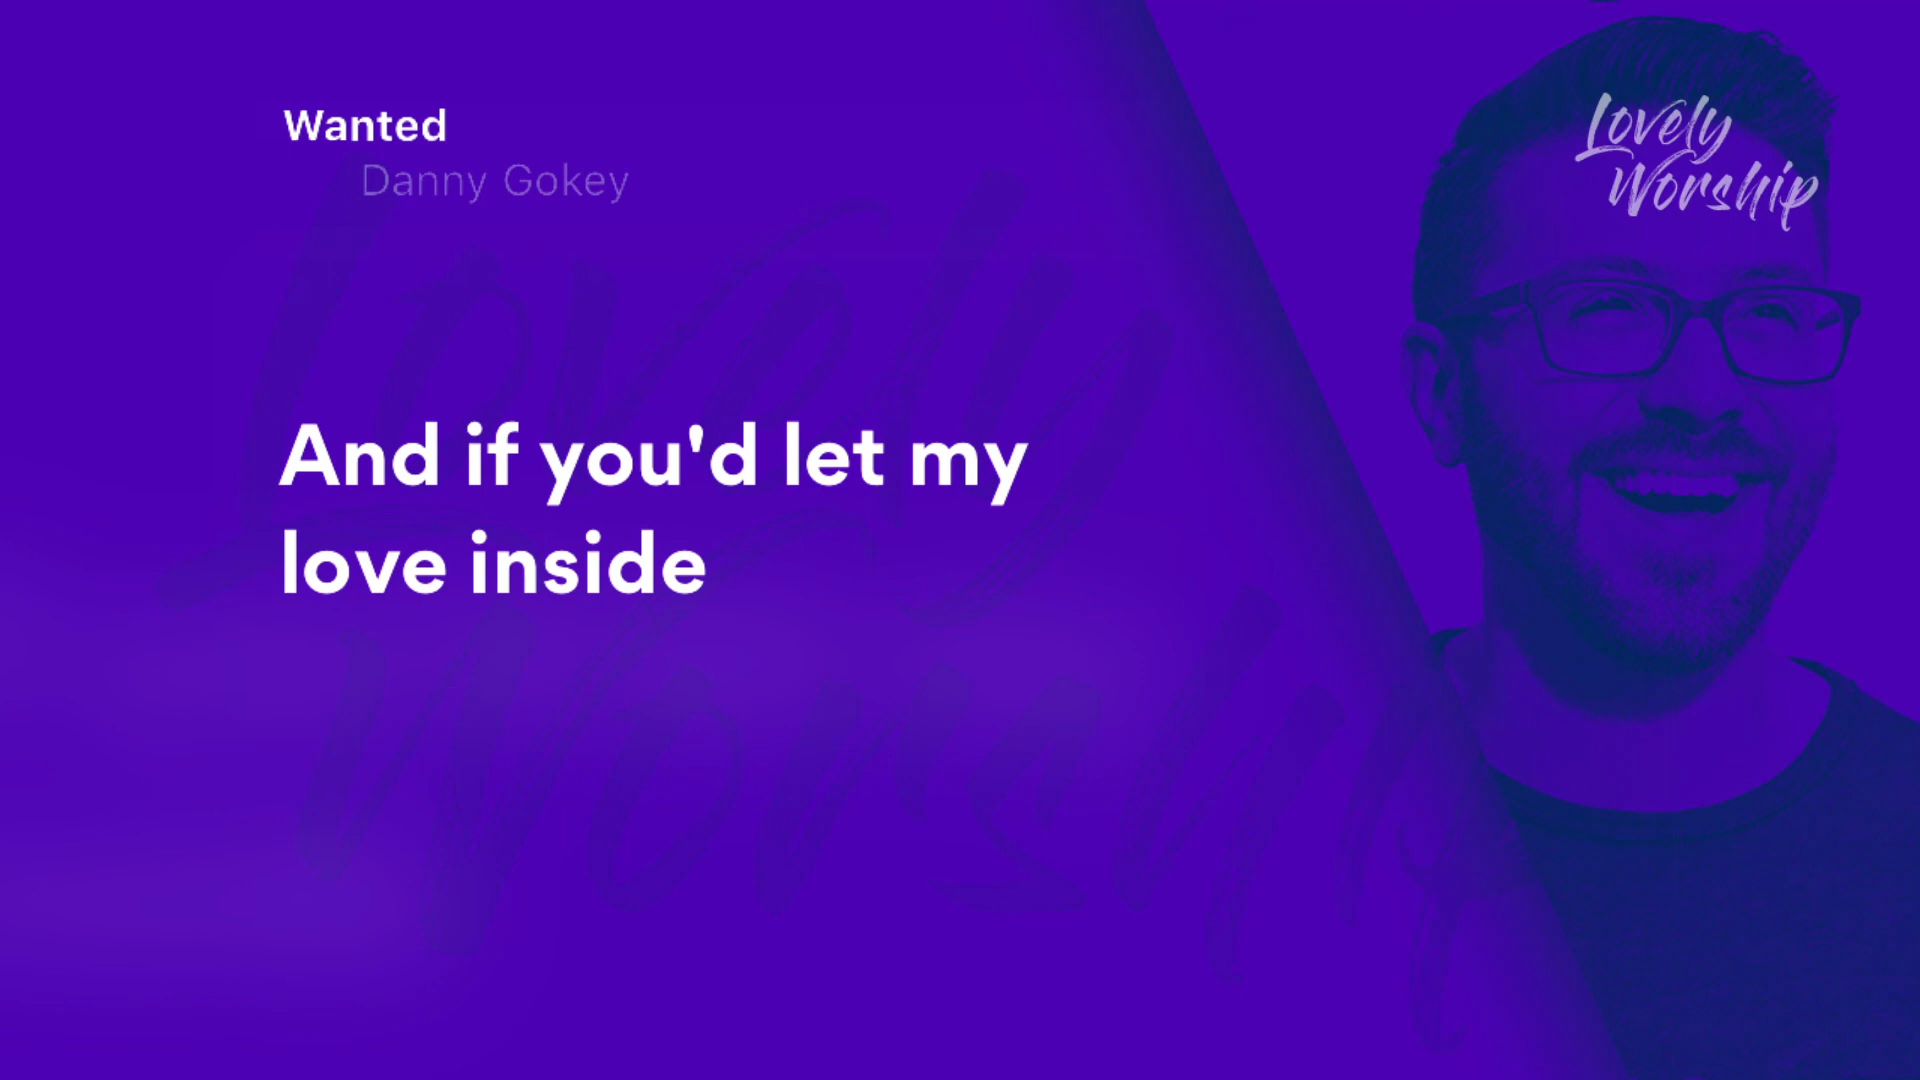 Wanted
Danny Gokey
Lovely
Worship
And if you'd let my
love inside